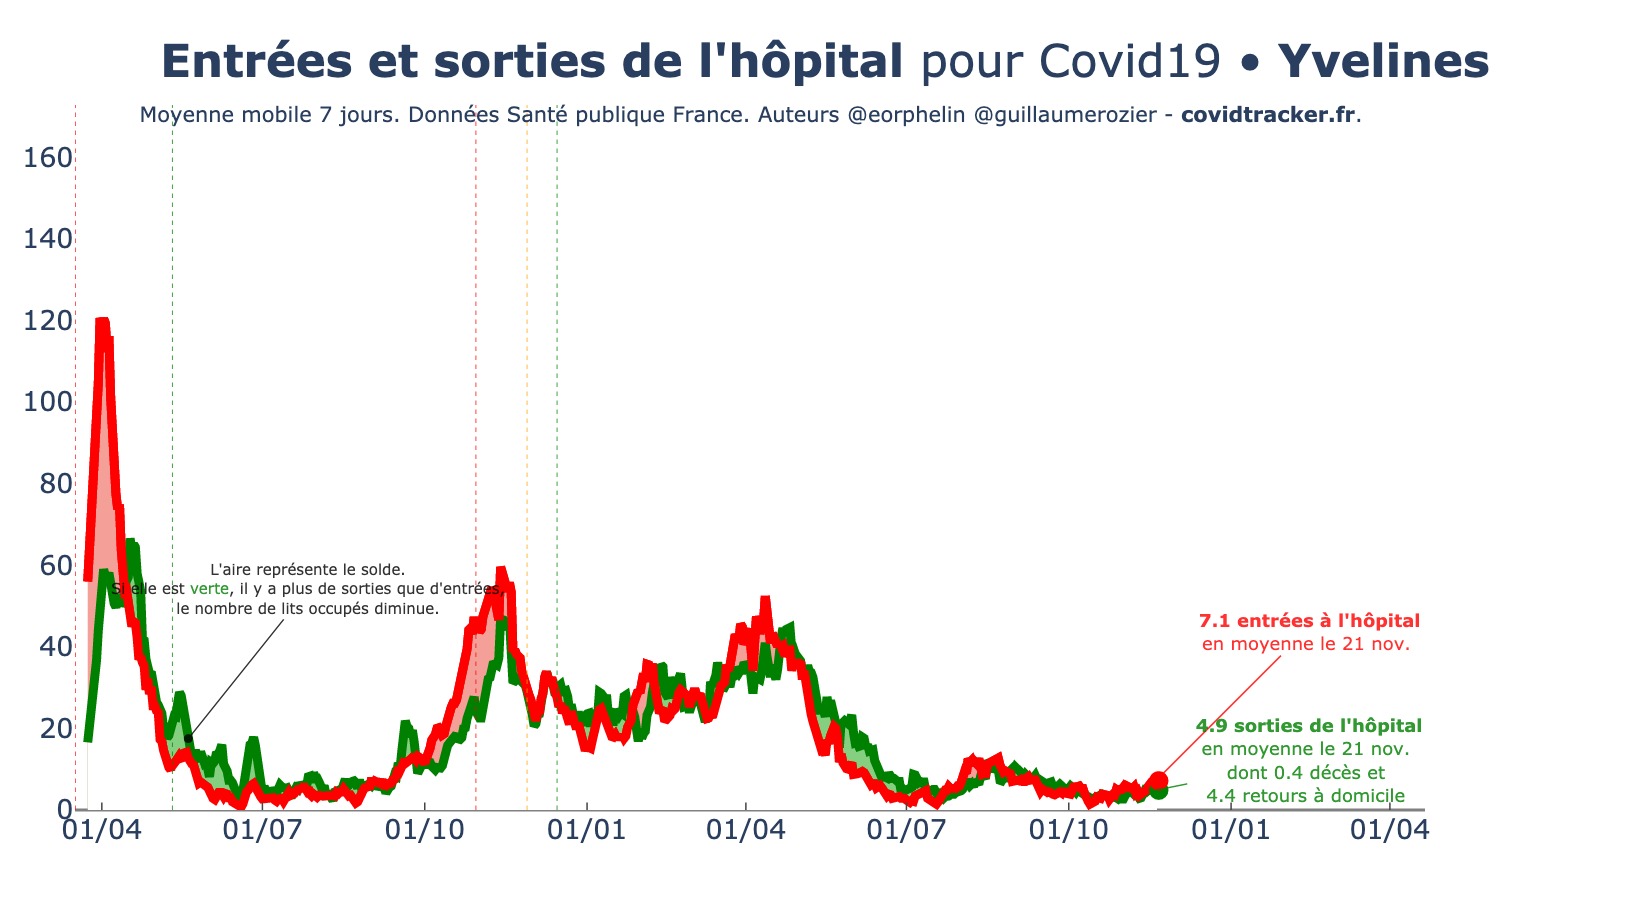 Entrées et sorties de l'hôpital pour Covid19 • Yvelines
Moyenne mobile 7 jours. Données Santé publique France. Auteurs @eorphelin @guillaumerozier - covidtracker.fr.
160
140
120
100
80
60
40
20
0
L'aire représente le solde.
Si elle est verte, il y a plus de sorties que d'entrées,
le nombre de lits occupés diminue.
7.1 entrées à l'hôpital
en moyenne le 21 nov.
4.9 sorties de l'hôpital
en moyenne le 21 nov.
dont 0.4 décès et
4.4 retours à domicile
01/04 01/07 01/10 01/01 01/04 01/07 01/10 01/01 01/04